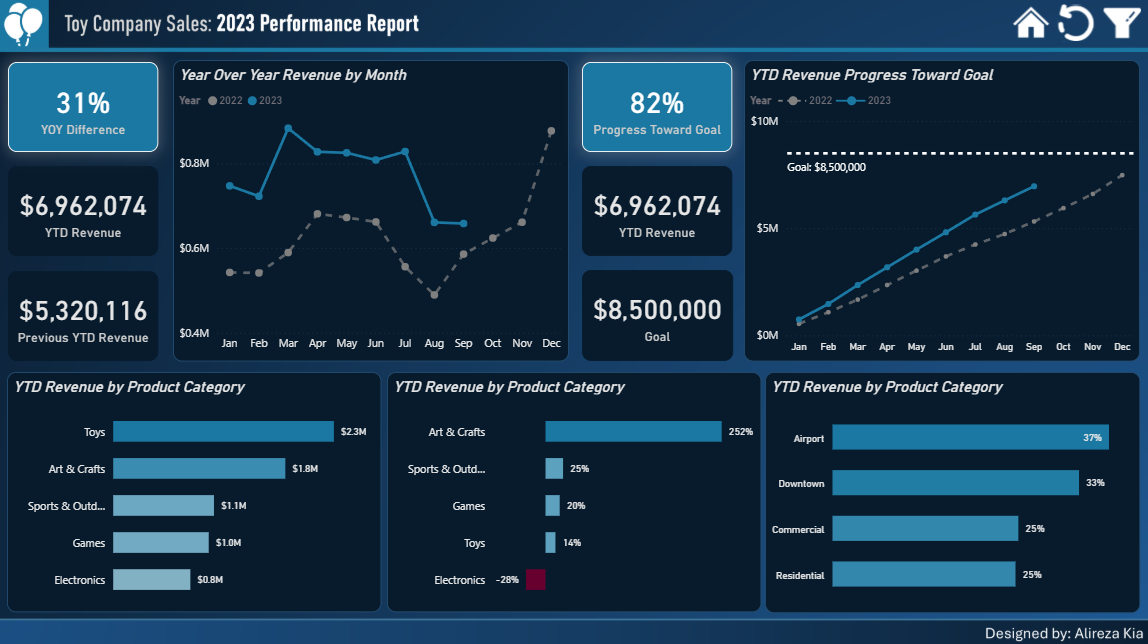 Toy Company Sales: 2023 Performance Report
31%
YOY Difference
$6,962,074
YTD Revenue
$5,320,116
Previous YTD Revenue
Year Over Year Revenue by Month
Year 2022 2023
$0.8M
$0.6M
$0.4M
Jan Feb Mar Apr May Jun Jul Aug Sep Oct Nov Dec
82%
Progress Toward Goal
$6,962,074
YTD Revenue
$8,500,000
Goal
YTD Revenue Progress Toward Goal
Year 2022 2023
$10M
Goal: $8,500,000
$5M
$0M
Jan Feb Mar Apr May Jun Jul Aug Sep Oct Nov Dec
YTD Revenue by Product Category
Toys $2.3M
Art & Crafts $1.8M
Sports & Outd... $1.1M
Games $1.0M
Electronics $0.8M
YTD Revenue by Product Category
Art & Crafts 252%
Sports & Outd... 25%
Games 20%
Toys 14%
Electronics -28%
YTD Revenue by Product Category
Airport 37%
Downtown 33%
Commercial 25%
Residential 25%
Designed by: Alireza Kia